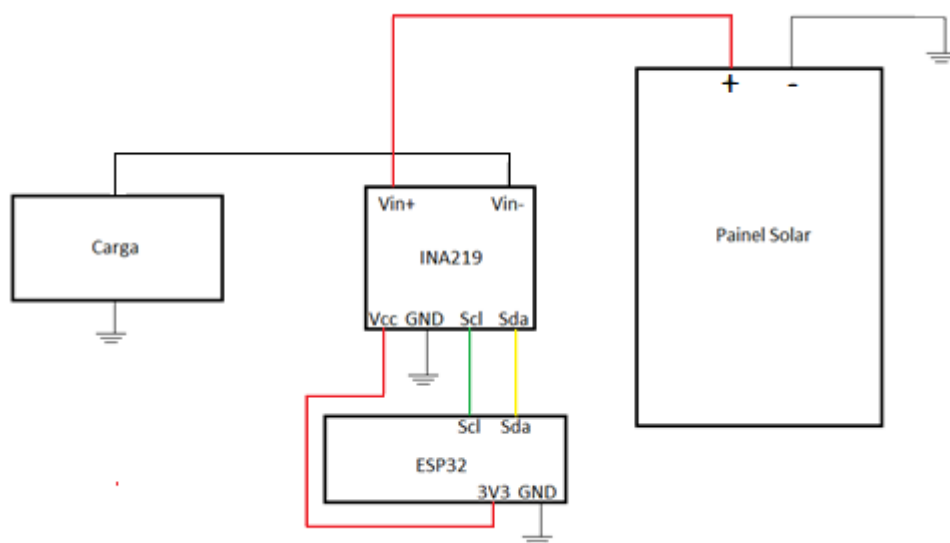 + -
Vin+ Vin-
Carga
INA219
Painel Solar
Vcc GND Scl Sda
Scl Sda
ESP32
3V3 GND